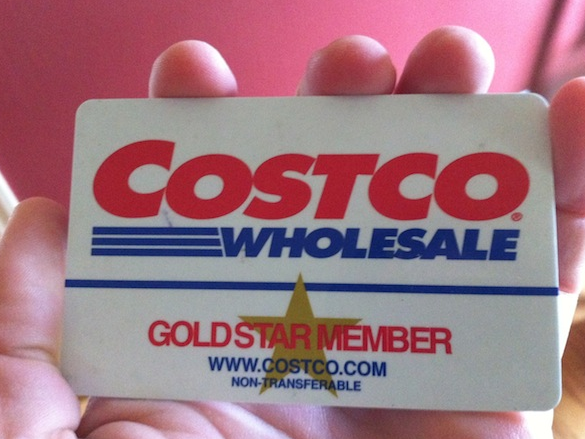 COSTCO®
WHOLESALE
GOLD STAR MEMBER
WWW.COSTCO.COM
NON-TRANSFERABLE